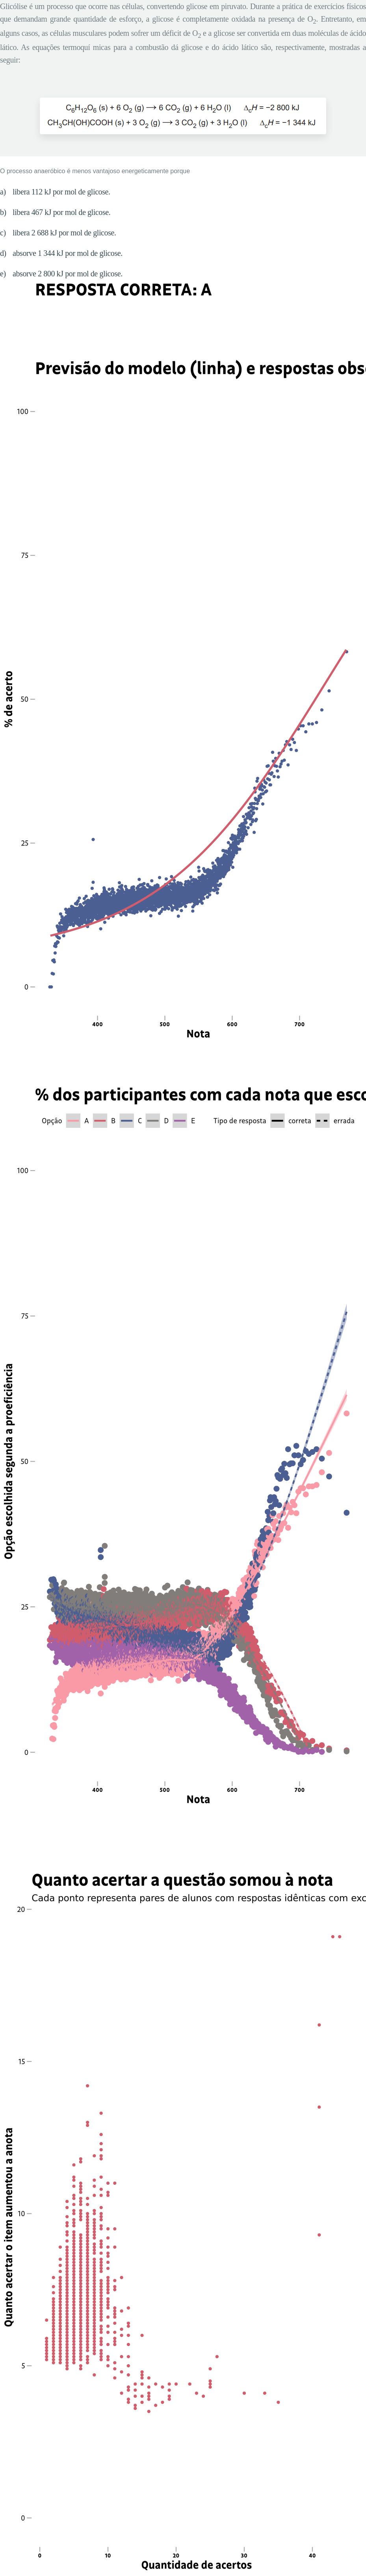 Glicólise é um processo que ocorre nas células, convertendo glicose em piruvato. Durante a prática de exercícios físicos
que demandam grande quantidade de esforço, a glicose é completamente oxidada na presença de O2. Entretanto, em
alguns casos, as células musculares podem sofrer um déficit de O2 e a glicose ser convertida em duas moléculas de ácido
lático. As equações termoquímicas para a combustão da glicose e do ácido lático são, respectivamente, mostradas a
seguir:
C6H12O6 (s) + 6 O2 (g) ⟶ 6 CO2 (g) + 6 H2O (l) ΔcH = −2 800 kJ
CH3CH(OH)COOH (s) + 3 O2 (g) ⟶ 3 CO2 (g) + 3 H2O (l) ΔcH = −1 344 kJ
O processo anaeróbico é menos vantajoso energeticamente porque
a) libera 112 kJ por mol de glicose.
b) libera 467 kJ por mol de glicose.
c) libera 2 688 kJ por mol de glicose.
d) absorve 1 344 kJ por mol de glicose.
e) absorve 2 800 kJ por mol de glicose.
RESPOSTA CORRETA: A
Previsão do modelo (linha) e respostas obs
100
75
50
25
0
% de acerto
400 500 600 700
Nota
% dos participantes com cada nota que esco
Opção A B C D E Tipo de resposta correta errada
100
75
50
25
0
Opção escolhida segunda a proeficiência
400 500 600 700
Nota
Quanto acertar a questão somou à nota
Cada ponto representa pares de alunos com respostas idênticas com exc
20
15
10
5
0
Quanto acertar o item aumentou a anota
0 10 20 30 40
Quantidade de acertos